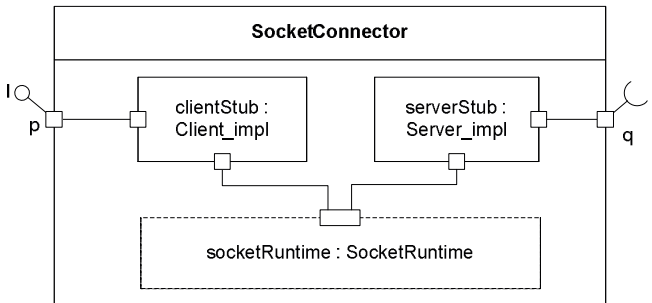 SocketConnector
I
p
clientStub :
Client_impl
serverStub :
Server_impl
q
socketRuntime : SocketRuntime